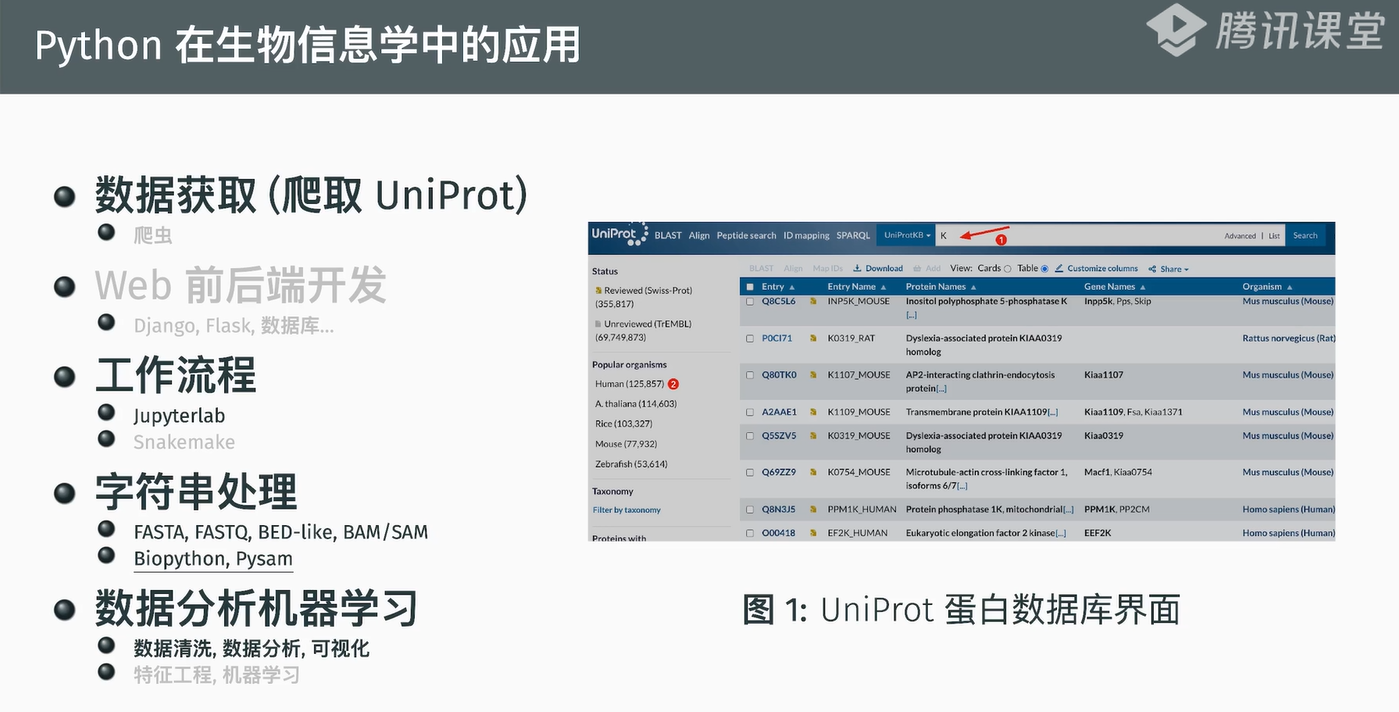 Python 在生物信息学中的应用
腾讯课堂
数据获取 (爬取 UniProt)
爬虫
Web 前后端开发
Django, Flask, 数据库...
工作流程
Jupyterlab
Snakemake
字符串处理
FASTA, FASTQ, BED-like, BAM/SAM
Biopython, Pysam
数据分析机器学习
数据清洗, 数据分析, 可视化
特征工程, 机器学习
UniProt BLAST Align Peptide search ID mapping SPARQL UniProtKB K 1 Advanced | List Search
Status
Reviewed (Swiss-Prot)
(355,817)
Unreviewed (TrEMBL)
(69,749,873)
Popular organisms
Human (125,857) 2
A. thaliana (114,603)
Rice (103,327)
Mouse (77,932)
Zebrafish (53,614)
Taxonomy
Filter by taxonomy
Proteins with
BLAST Align Map IDs Download Add View: Cards Table Customize columns Share
Entry Entry Name Protein Names Gene Names Organism
Q8C5L6 INP5K_MOUSE Inositol polyphosphate 5-phosphatase K Inpp5k, Pps, Skip Mus musculus (Mouse)
[...]
P0CI71 K0319_RAT Dyslexia-associated protein KIAA0319 Rattus norvegicus (Rat)
homolog
Q80TK0 K1107_MOUSE AP2-interacting clathrin-endocytosis Kiaa1107 Mus musculus (Mouse)
protein[...]
A2AAE1 K1109_MOUSE Transmembrane protein KIAA1109[...] Kiaa1109, Fsa, Kiaa1371 Mus musculus (Mouse)
Q5SZV5 K0319_MOUSE Dyslexia-associated protein KIAA0319 Kiaa0319 Mus musculus (Mouse)
homolog
Q69ZZ9 K0754_MOUSE Microtubule-actin cross-linking factor 1, Macf1, Kiaa0754 Mus musculus (Mouse)
isoforms 6/7[...]
Q8N3J5 PPM1K_HUMAN Protein phosphatase 1K, mitochondrial[...] PPM1K, PP2CM Homo sapiens (Human)
O00418 EF2K_HUMAN Eukaryotic elongation factor 2 kinase[...] EEF2K Homo sapiens (Human)
图 1: UniProt 蛋白数据库界面